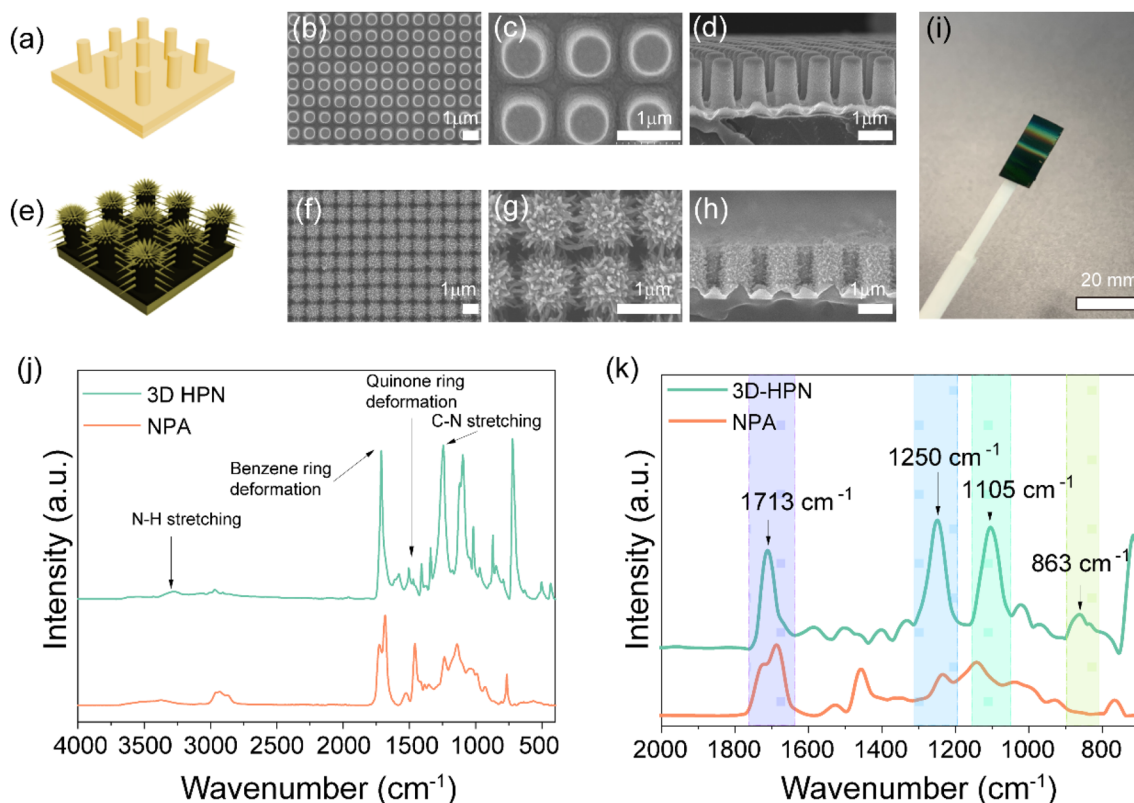 (a)
(b)
1μm
(c)
1μm
(d)
1μm
(i)
20 mm
(e)
(f)
1μm
(g)
1μm
(h)
1μm
(j)
3D HPN
NPA
Quinone ring
deformation
C-N stretching
Benzene ring
deformation
N-H stretching
Intensity (a.u.)
4000 3500 3000 2500 2000 1500 1000 500
Wavenumber (cm⁻¹)
(k)
3D-HPN
NPA
1250 cm⁻¹
1713 cm⁻¹
1105 cm⁻¹
863 cm⁻¹
Intensity (a.u.)
2000 1800 1600 1400 1200 1000 800
Wavenumber (cm⁻¹)